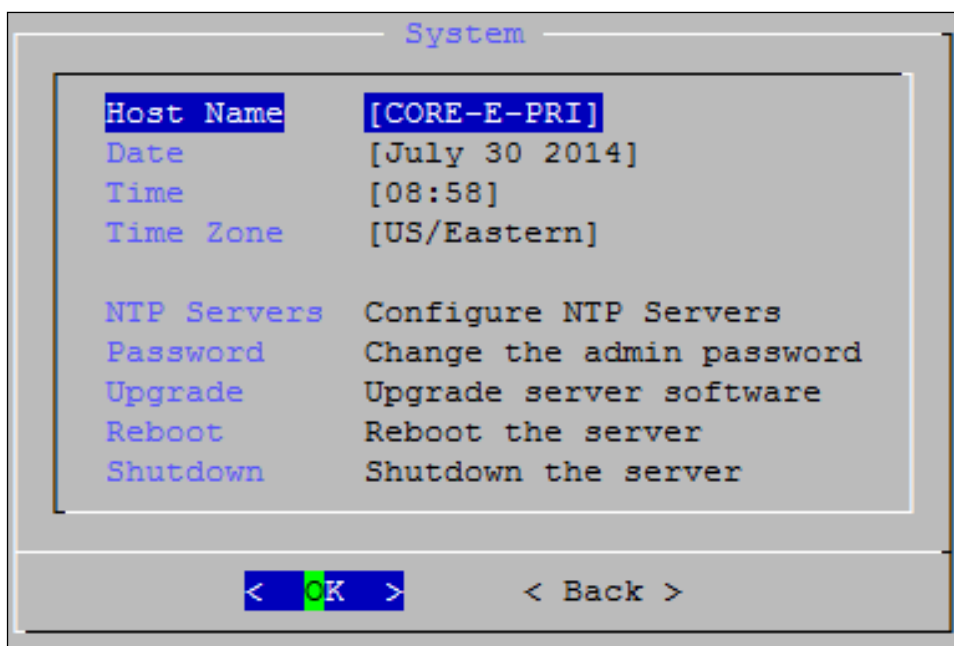 System
Host Name [CORE-E-PRI]
Date [July 30 2014]
Time [08:58]
Time Zone [US/Eastern]
NTP Servers Configure NTP Servers
Password Change the admin password
Upgrade Upgrade server software
Reboot Reboot the server
Shutdown Shutdown the server
< OK > < Back >